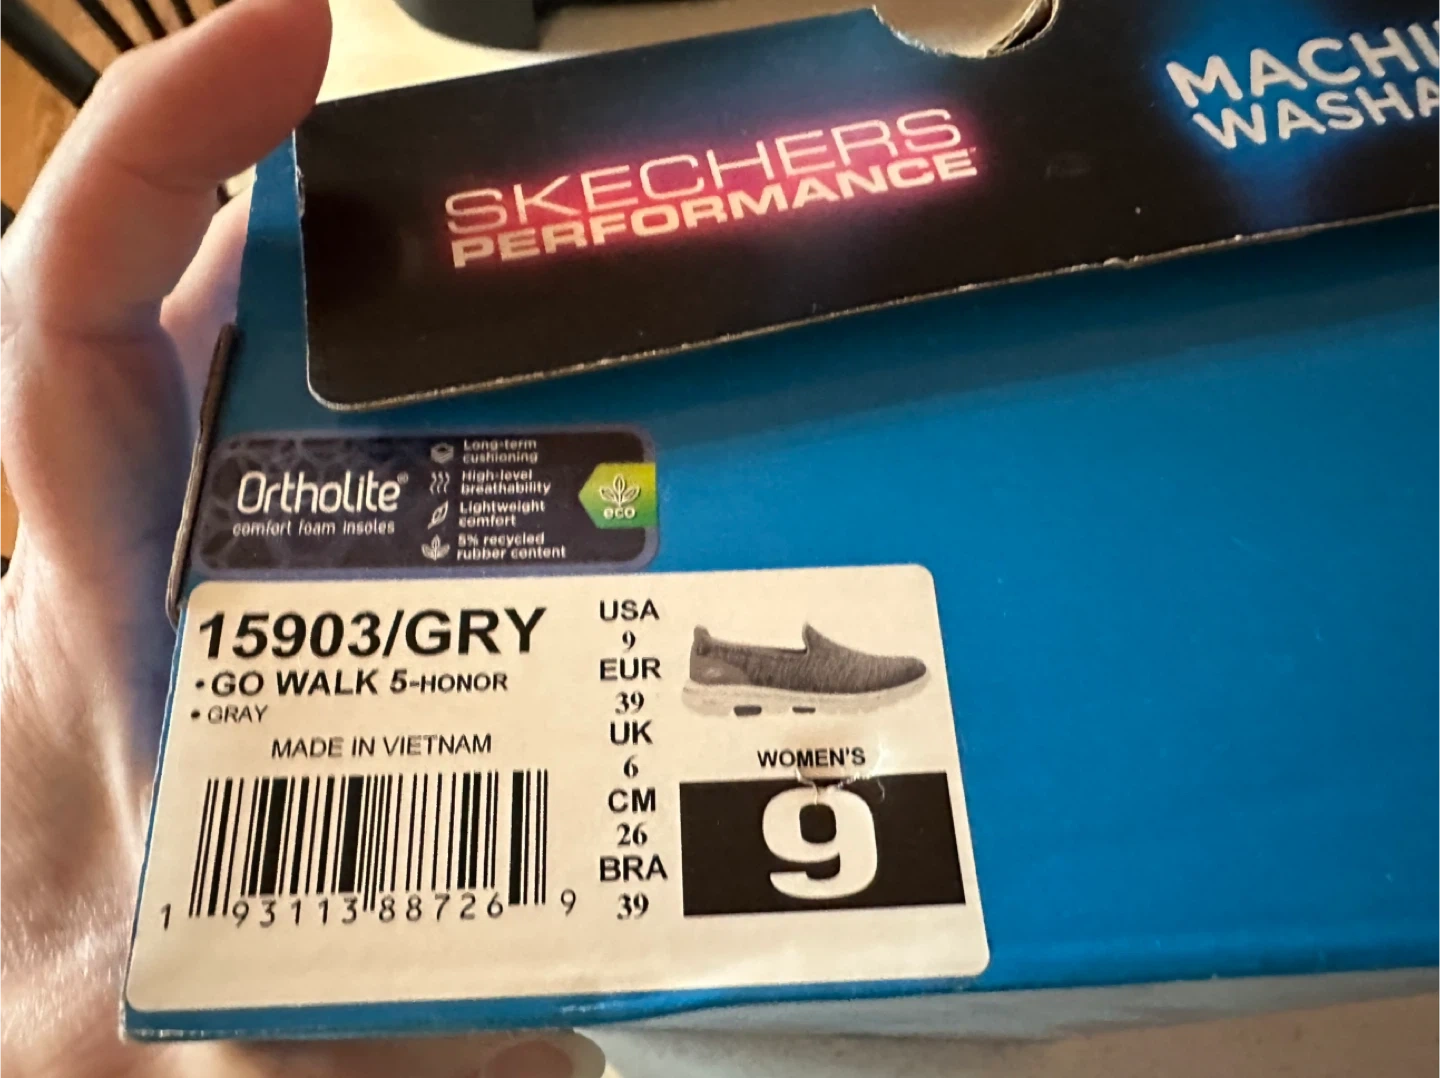 SKECHERS
PERFORMANCE
Ortholite®
comfort foam insoles
Long-term
cushioning
High-level
breathability
Lightweight
comfort
5% recycled
rubber content
eco
15903/GRY
•GO WALK 5-HONOR
• GRAY
MADE IN VIETNAM
1 93113 88726 9
USA
9
EUR
39
UK
6
CM
26
BRA
39
WOMEN'S
9